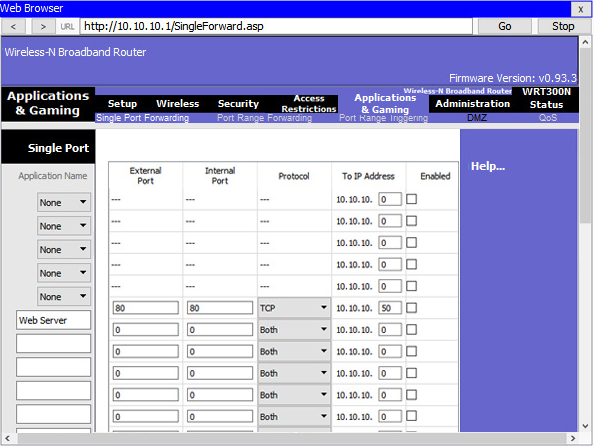 Web Browser x
< > URL http://10.10.10.1/SingleForward.asp Go Stop
Wireless-N Broadband Router
Firmware Version: v0.93.3
Wireless-N Broadband Router WRT300N
Applications & Gaming
Setup Wireless Security Access Restrictions Applications & Gaming Administration Status
Single Port Forwarding Port Range Forwarding Port Range Triggering DMZ QoS
Single Port
Help...
Application Name
External Port Internal Port Protocol To IP Address Enabled
None --- --- --- 10.10.10. 0
None --- --- --- 10.10.10. 0
None --- --- --- 10.10.10. 0
None --- --- --- 10.10.10. 0
None --- --- --- 10.10.10. 0
Web Server 80 80 TCP 10.10.10. 50
0 0 Both 10.10.10. 0
0 0 Both 10.10.10. 0
0 0 Both 10.10.10. 0
0 0 Both 10.10.10. 0
0 0 Both 10.10.10. 0